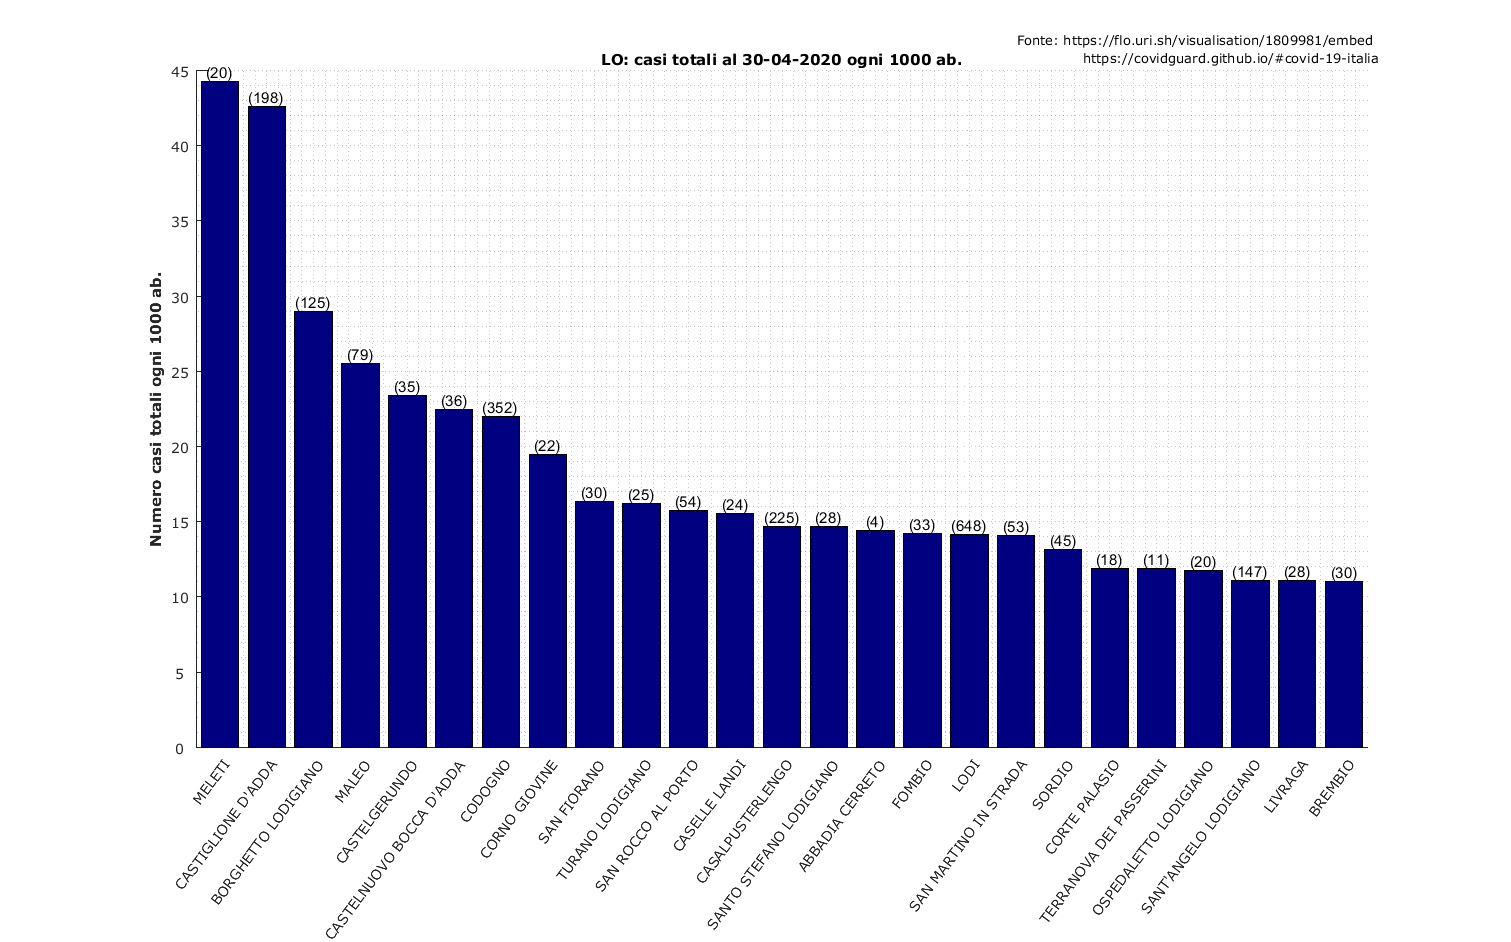 Fonte: https://flo.uri.sh/visualisation/1809981/embed
https://covidguard.github.io/#covid-19-italia
LO: casi totali al 30-04-2020 ogni 1000 ab.
Numero casi totali ogni 1000 ab.
45
40
35
30
25
20
15
10
5
0
(20)
(198)
(125)
(79)
(35)
(36)
(352)
(22)
(30)
(25)
(54)
(24)
(225)
(28)
(4)
(33)
(648)
(53)
(45)
(18)
(11)
(20)
(147)
(28)
(30)
MELETI
CASTIGLIONE D'ADDA
BORGHETTO LODIGIANO
MALEO
CASTELGERUNDO
CASTELNUOVO BOCCA D'ADDA
CODOGNO
CORNO GIOVINE
SAN FIORANO
TURANO LODIGIANO
SAN ROCCO AL PORTO
CASELLE LANDI
CASALPUSTERLENGO
SANTO STEFANO LODIGIANO
ABBADIA CERRETO
FOMBIO
LODI
SAN MARTINO IN STRADA
SORDIO
CORTE PALASIO
TERRANOVA DEI PASSERINI
OSPEDALETTO LODIGIANO
SANT'ANGELO LODIGIANO
LIVRAGA
BREMBIO